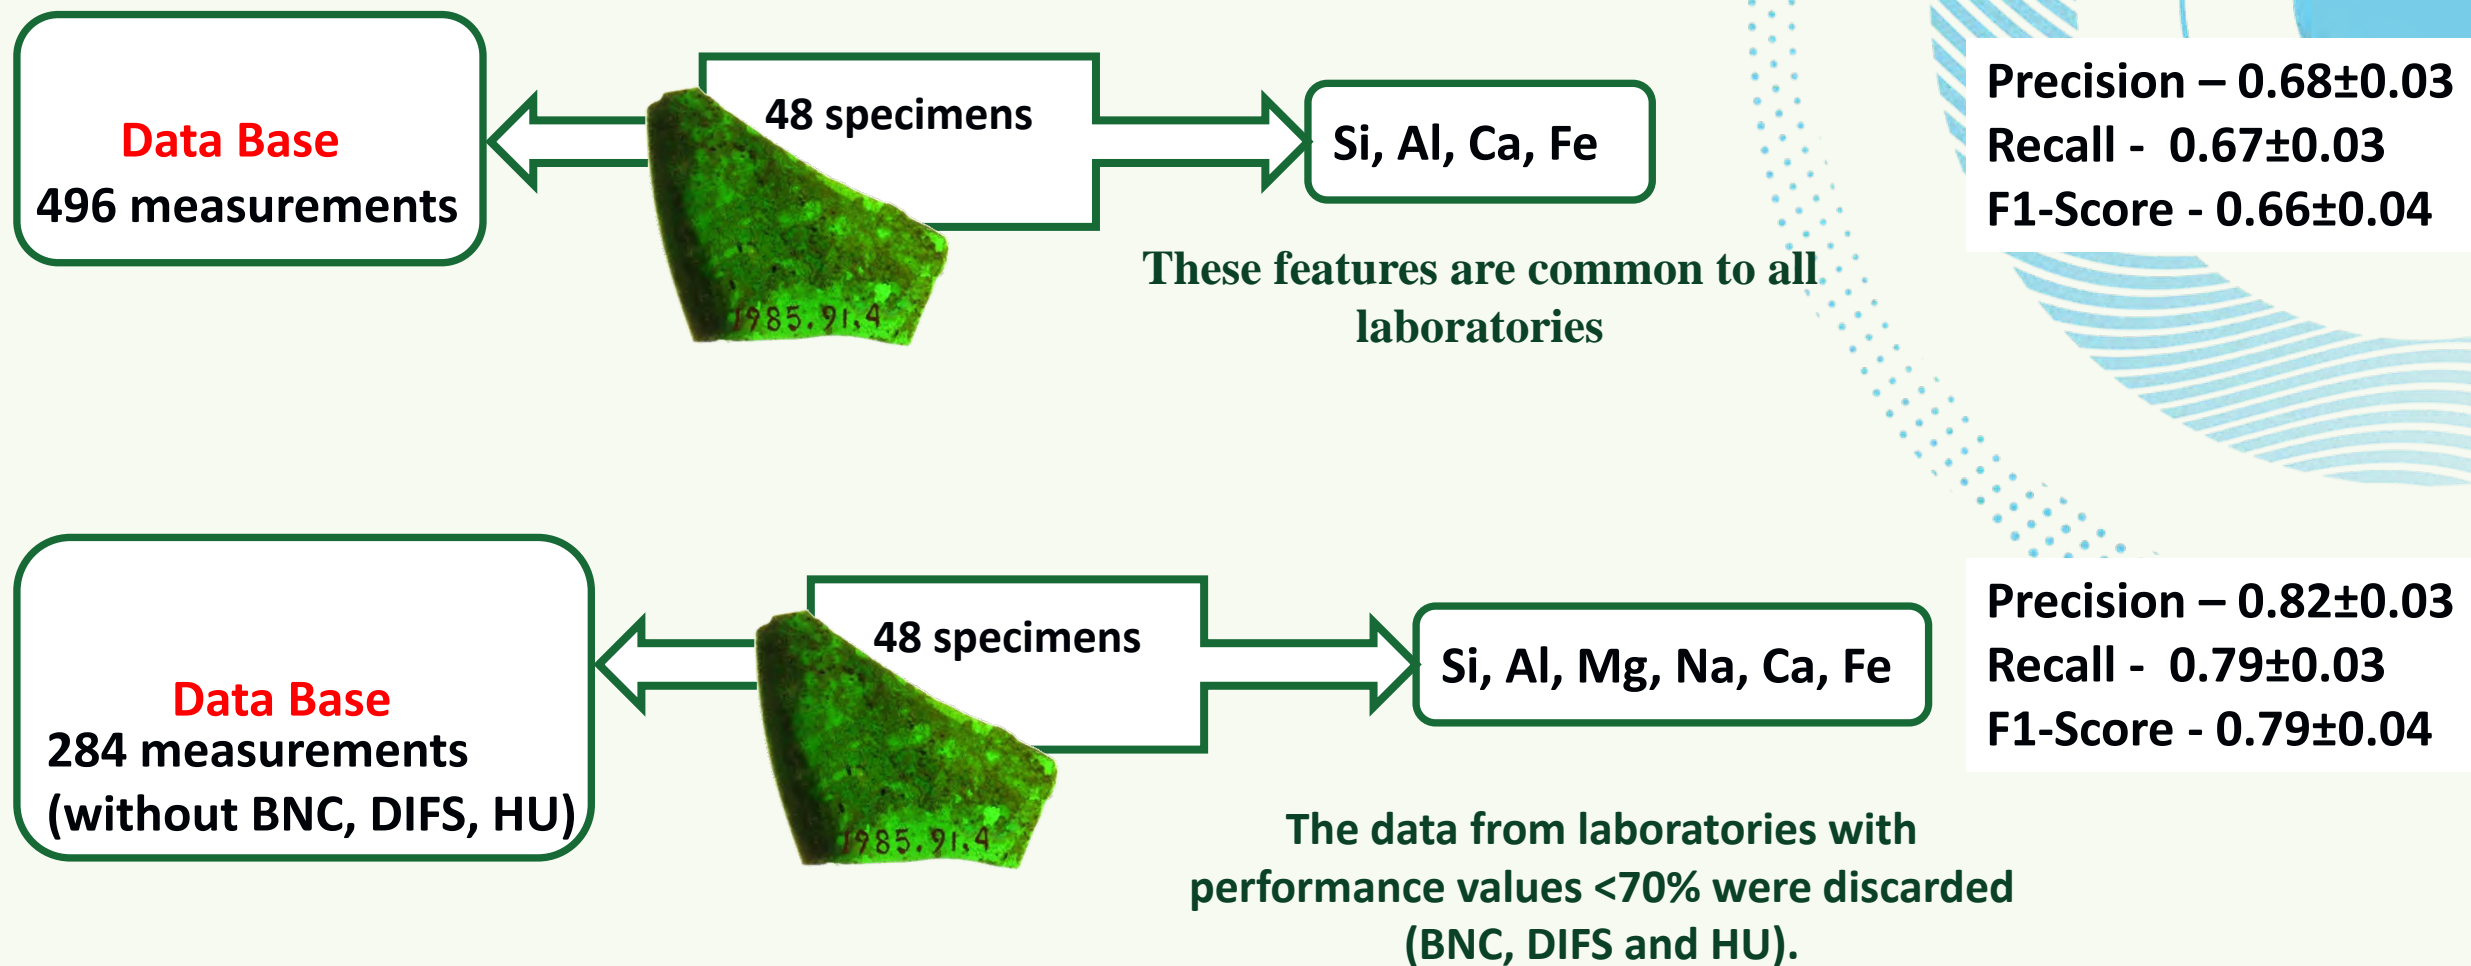 Data Base
496 measurements
48 specimens
1985.91.4
Si, Al, Ca, Fe
These features are common to all
laboratories
Precision – 0.68±0.03
Recall -  0.67±0.03
F1-Score - 0.66±0.04
Data Base
284 measurements
(without BNC, DIFS, HU)
48 specimens
1985.91.4
Si, Al, Mg, Na, Ca, Fe
The data from laboratories with
performance values <70% were discarded
(BNC, DIFS and HU).
Precision – 0.82±0.03
Recall -  0.79±0.03
F1-Score - 0.79±0.04